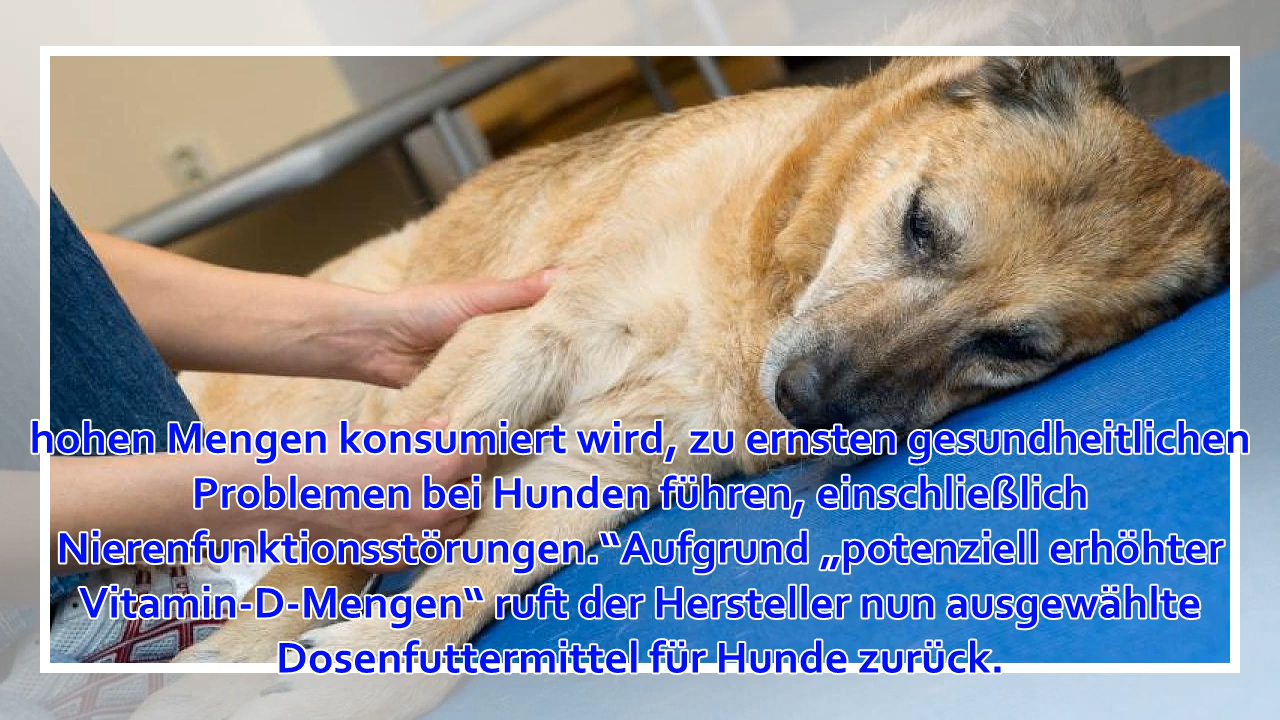 hohen Mengen konsumiert wird, zu ernsten gesundheitlichen
Problemen bei Hunden führen, einschließlich
Nierenfunktionsstörungen.“Aufgrund „potenziell erhöhter
Vitamin-D-Mengen“ ruft der Hersteller nun ausgewählte
Dosenfuttermittel für Hunde zurück.